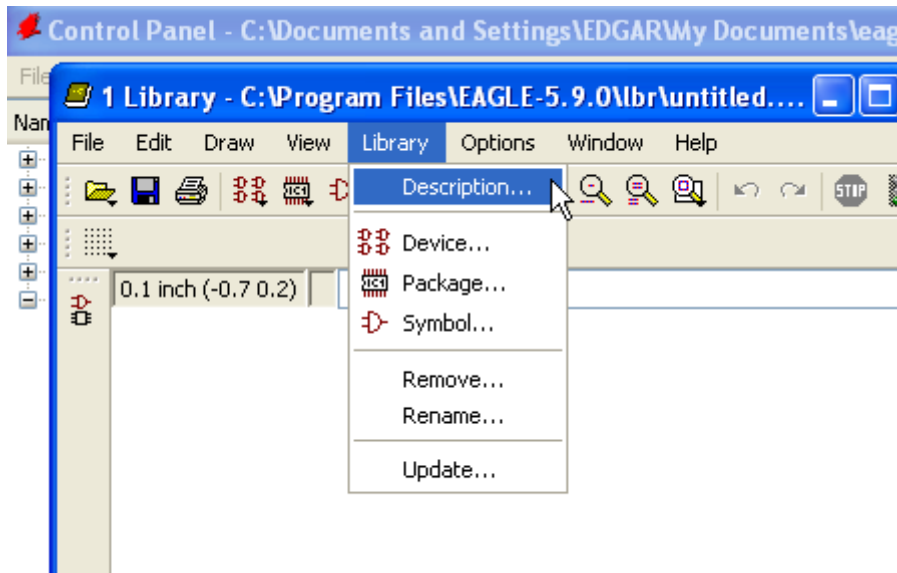 Control Panel - C:\Documents and Settings\EDGAR\My Documents\eag
File
1 Library - C:\Program Files\EAGLE-5.9.0\lbr\untitled....
Nan
File Edit Draw View Library Options Window Help
Description...
STOP
Device...
0.1 inch (-0.7 0.2)
Package...
Symbol...
Remove...
Rename...
Update...